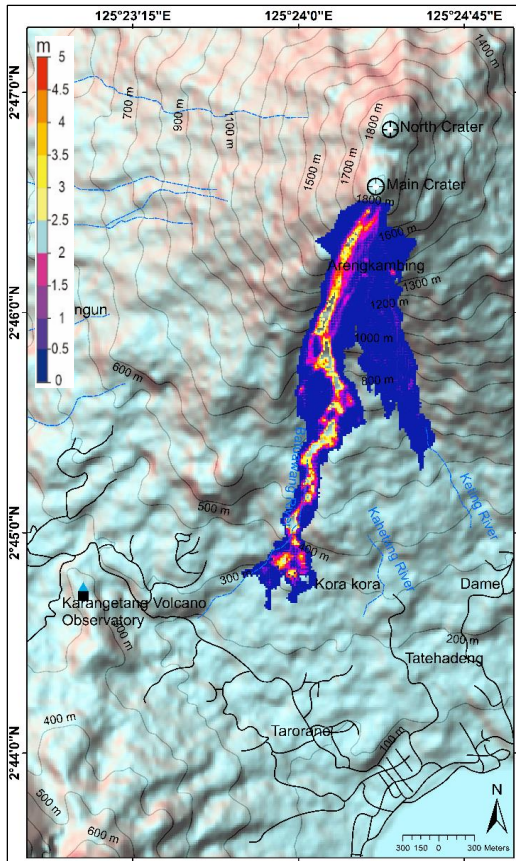 125°23'15"E
125°24'0"E
125°24'45"E
m
5
4.5
4
3.5
3
2.5
2
1.5
1
0.5
0
2°47'0"N
2°46'0"N
2°45'0"N
2°44'0"N
700 m
900 m
1100 m
1400 m
1800 m
North Crater
1500 m
1700 m
Main Crater
1800 m
1600 m
Arengkambing
1300 m
1200 m
1000 m
800 m
ngun
600 m
500 m
Keting River
Kahetang River
300
Kora kora
Dame
Karangetang Volcano
Observatory
200 m
Tatehadeng
400 m
Taroranei
100 m
500 m
600 m
N
300 150 0 300 Meters